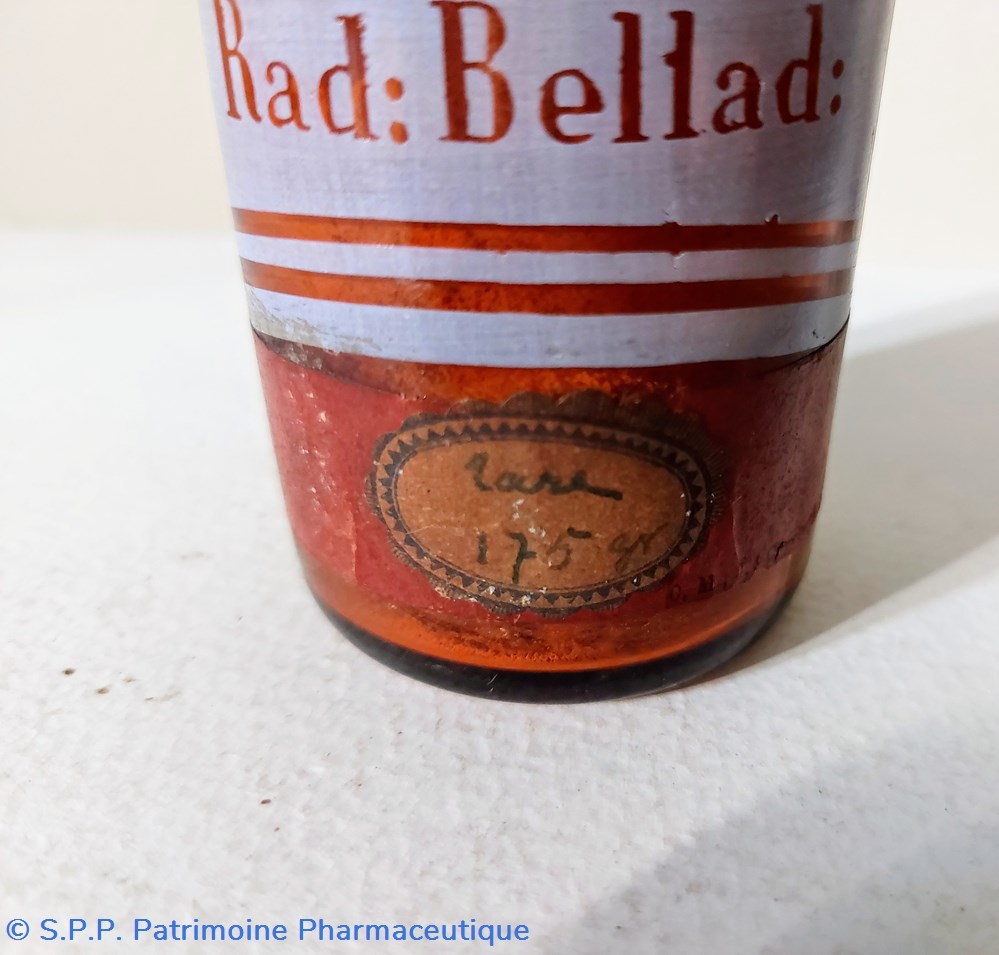 Rad: Bellad:
Tare
175 gr
© S.P.P. Patrimoine Pharmaceutique